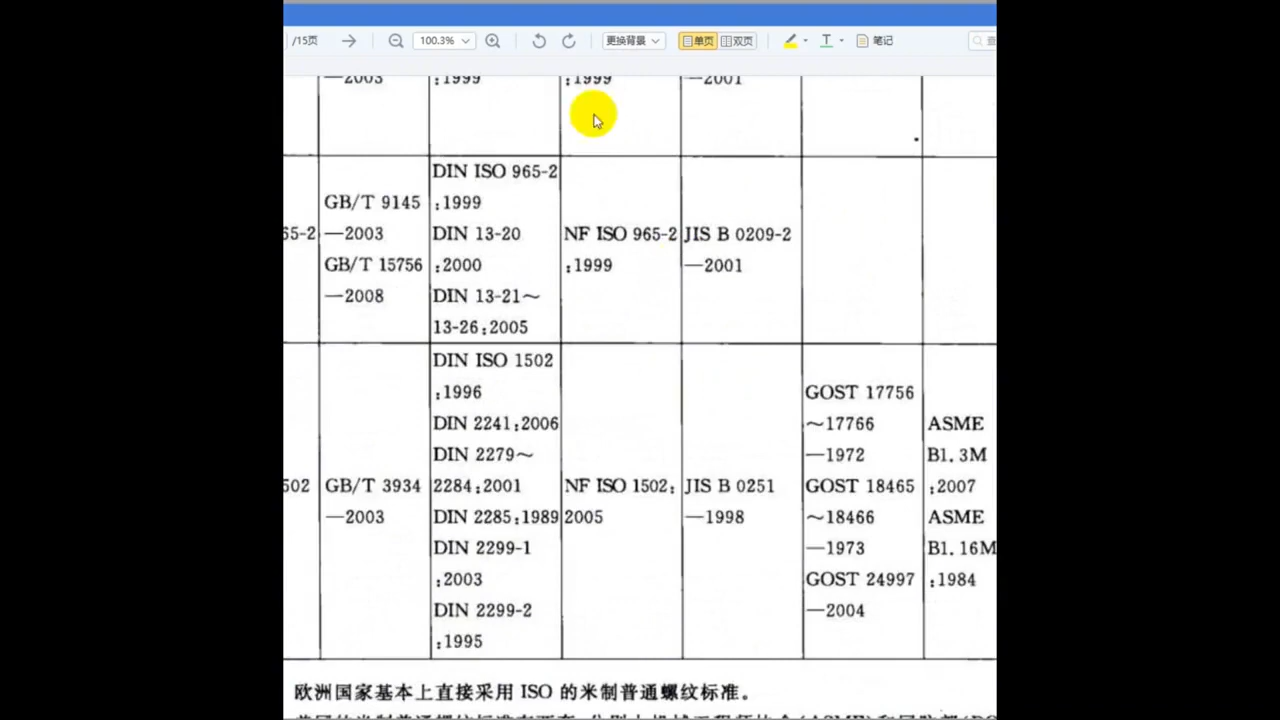 /15页 100.3% 更换背景 单页 双页 T 笔记
—2003 :1999 :1999 —2001
DIN ISO 965-2
GB/T 9145 :1999
65-2 —2003 DIN 13-20 NF ISO 965-2 JIS B 0209-2
GB/T 15756 :2000 :1999 —2001
—2008 DIN 13-21~
13-26:2005
DIN ISO 1502
:1996 GOST 17756
DIN 2241:2006 ~17766 ASME
DIN 2279~ —1972 B1.3M
502 GB/T 3934 2284:2001 NF ISO 1502: JIS B 0251 GOST 18465 :2007
—2003 DIN 2285:1989 2005 —1998 ~18466 ASME
DIN 2299-1 —1973 B1.16M
:2003 GOST 24997 :1984
DIN 2299-2 —2004
:1995
欧洲国家基本上直接采用 ISO 的米制普通螺纹标准。